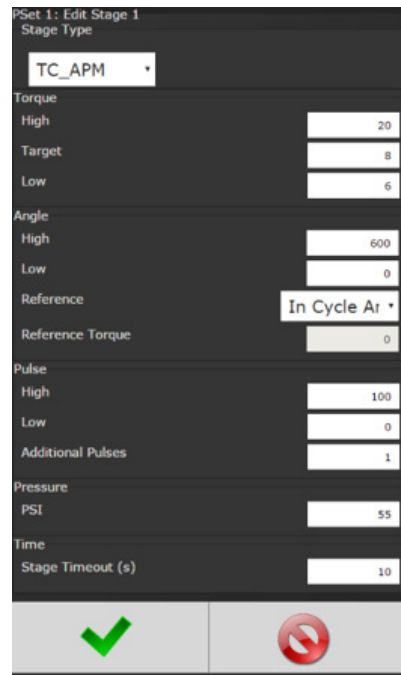 PSet 1: Edit Stage 1
Stage Type
TC_APM
Torque
High 20
Target 8
Low 6
Angle
High 600
Low 0
Reference In Cycle Ar
Reference Torque 0
Pulse
High 100
Low 0
Additional Pulses 1
Pressure
PSI 55
Time
Stage Timeout (s) 10